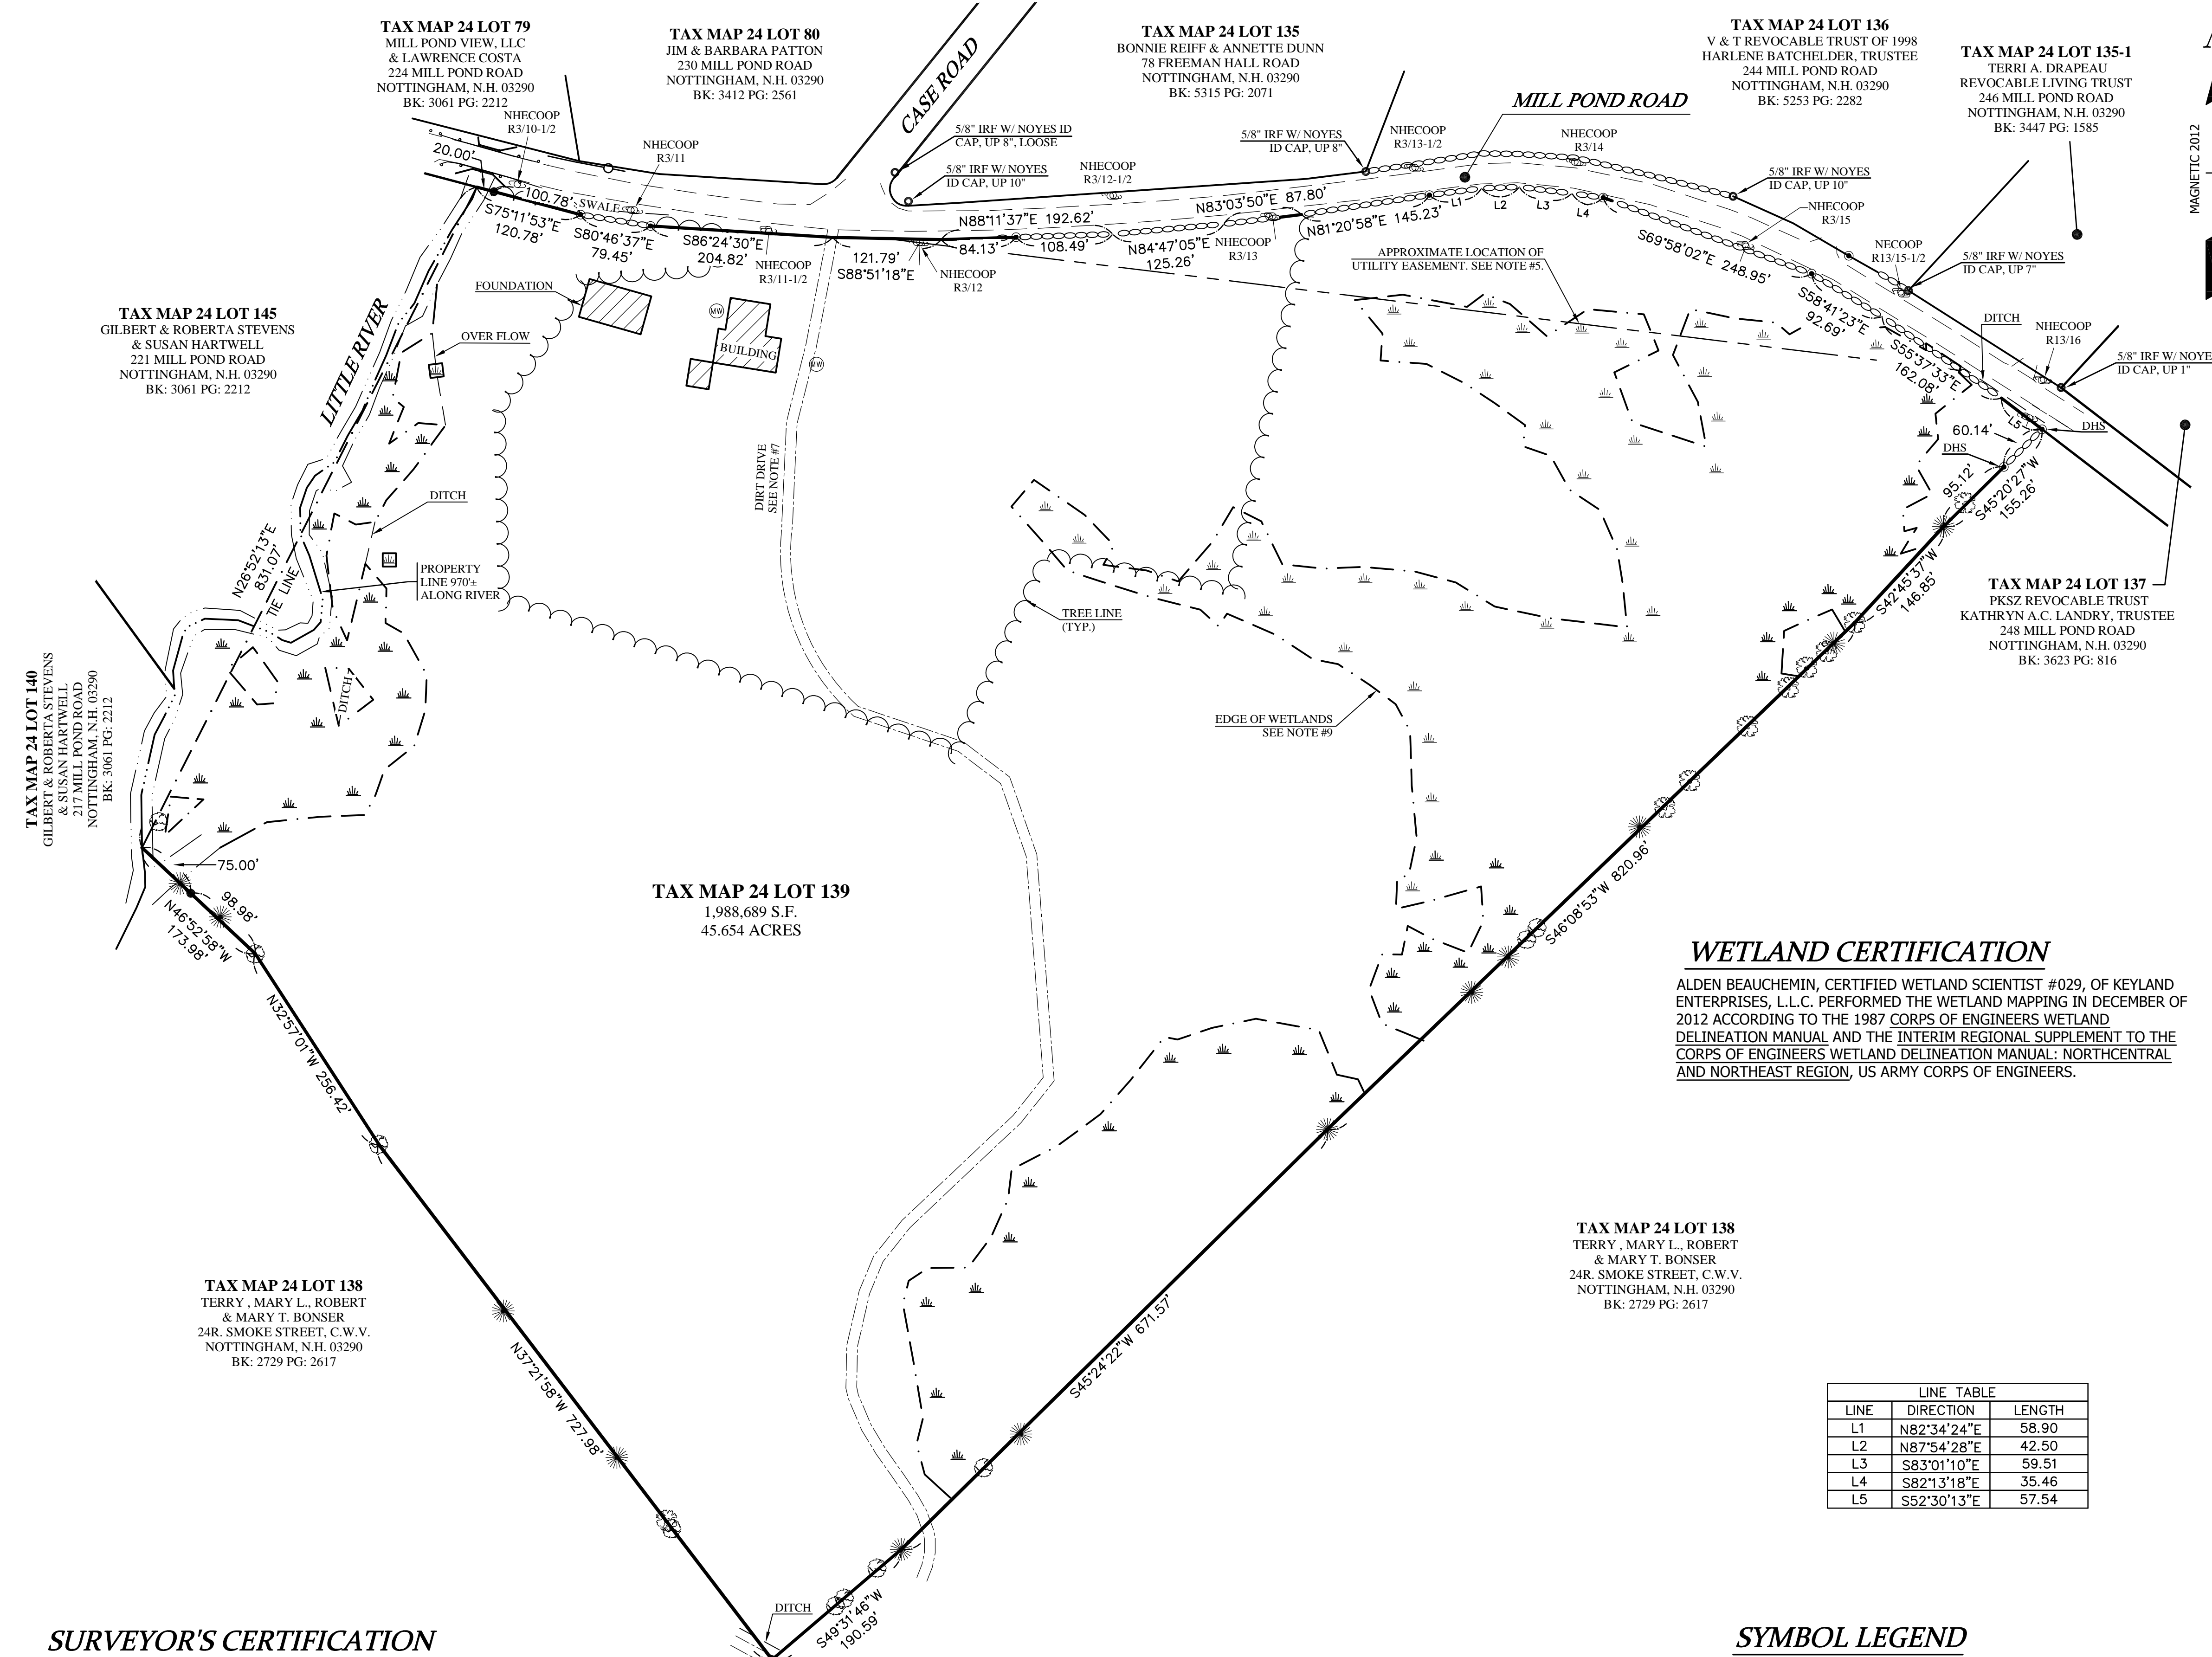 TAX MAP 24 LOT 79
MILL POND VIEW, LLC
& LAWRENCE COSTA
224 MILL POND ROAD
NOTTINGHAM, N.H. 03290
BK: 3061 PG: 2212
TAX MAP 24 LOT 80
JIM & BARBARA PATTON
230 MILL POND ROAD
NOTTINGHAM, N.H. 03290
BK: 3412 PG: 2561
CASE ROAD
TAX MAP 24 LOT 135
BONNIE REIFF & ANNETTE DUNN
78 FREEMAN HALL ROAD
NOTTINGHAM, N.H. 03290
BK: 5315 PG: 2071
TAX MAP 24 LOT 136
V & T REVOCABLE TRUST OF 1998
HARLENE BATCHELDER, TRUSTEE
244 MILL POND ROAD
NOTTINGHAM, N.H. 03290
BK: 5253 PG: 2282
TAX MAP 24 LOT 135-1
TERRI A. DRAPEAU
REVOCABLE LIVING TRUST
246 MILL POND ROAD
NOTTINGHAM, N.H. 03290
BK: 3447 PG: 1585
MAGNETIC 2012
MILL POND ROAD
NHECOOP
R3/10-1/2
NHECOOP
R3/11
5/8" IRF W/ NOYES ID
CAP, UP 8", LOOSE
5/8" IRF W/ NOYES
ID CAP, UP 10"
NHECOOP
R3/12-1/2
5/8" IRF W/ NOYES
ID CAP, UP 8"
NHECOOP
R3/13-1/2
NHECOOP
R3/14
5/8" IRF W/ NOYES
ID CAP, UP 10"
NHECOOP
R3/15
NECOOP
R13/15-1/2
5/8" IRF W/ NOYES
ID CAP, UP 7"
DITCH
NHECOOP
R13/16
5/8" IRF W/ NOYE
ID CAP, UP 1"
20.00'
100.78'
SWALE
S75°11'53"E
120.78'
S80°46'37"E
79.45'
S86°24'30"E
204.82'
NHECOOP
R3/11-1/2
121.79'
S88°51'18"E
NHECOOP
R3/12
N88°11'37"E 192.62'
84.13'
108.49'
N84°47'05"E
125.26'
N83°03'50"E 87.80'
NHECOOP
R3/13
N81°20'58"E 145.23'
L1
L2
L3
L4
S69°58'02"E 248.95'
S58°41'23"E
92.69'
S55°37'33"E
162.08'
L5
DHS
60.14'
DHS
95.12'
S45°20'27"W
155.26'
S42°45'37"W
146.85'
APPROXIMATE LOCATION OF
UTILITY EASEMENT. SEE NOTE #5.
FOUNDATION
MW
BUILDING
MW
OVER FLOW
TAX MAP 24 LOT 145
GILBERT & ROBERTA STEVENS
& SUSAN HARTWELL
221 MILL POND ROAD
NOTTINGHAM, N.H. 03290
BK: 3061 PG: 2212
LITTLE RIVER
DIRT DRIVE
SEE NOTE #7
DITCH
N26°52'13"E
831.07'
TIE LINE
PROPERTY
LINE 970'±
ALONG RIVER
TREE LINE
(TYP.)
TAX MAP 24 LOT 137
PKSZ REVOCABLE TRUST
KATHRYN A.C. LANDRY, TRUSTEE
248 MILL POND ROAD
NOTTINGHAM, N.H. 03290
BK: 3623 PG: 816
TAX MAP 24 LOT 140
GILBERT & ROBERTA STEVENS
& SUSAN HARTWELL
217 MILL POND ROAD
NOTTINGHAM, N.H. 03290
BK: 3061 PG: 2212
DITCH
EDGE OF WETLANDS
SEE NOTE #9
75.00'
98.98'
N46°52'58"W
173.98'
TAX MAP 24 LOT 139
1,988,689 S.F.
45.654 ACRES
S46°08'53"W 820.96'
WETLAND CERTIFICATION
ALDEN BEAUCHEMIN, CERTIFIED WETLAND SCIENTIST #029, OF KEYLAND
ENTERPRISES, L.L.C. PERFORMED THE WETLAND MAPPING IN DECEMBER OF
2012 ACCORDING TO THE 1987 CORPS OF ENGINEERS WETLAND
DELINEATION MANUAL AND THE INTERIM REGIONAL SUPPLEMENT TO THE
CORPS OF ENGINEERS WETLAND DELINEATION MANUAL: NORTHCENTRAL
AND NORTHEAST REGION, US ARMY CORPS OF ENGINEERS.
N32°57'01"W 256.42'
TAX MAP 24 LOT 138
TERRY , MARY L., ROBERT
& MARY T. BONSER
24R. SMOKE STREET, C.W.V.
NOTTINGHAM, N.H. 03290
BK: 2729 PG: 2617
TAX MAP 24 LOT 138
TERRY , MARY L., ROBERT
& MARY T. BONSER
24R. SMOKE STREET, C.W.V.
NOTTINGHAM, N.H. 03290
BK: 2729 PG: 2617
N37°21'58"W 727.98'
S45°24'22"W 671.57'
LINE TABLE
LINE DIRECTION LENGTH
L1 N82°34'24"E 58.90
L2 N87°54'28"E 42.50
L3 S83°01'10"E 59.51
L4 S82°13'18"E 35.46
L5 S52°30'13"E 57.54
DITCH
S49°31'46"W
190.59'
SURVEYOR'S CERTIFICATION
SYMBOL LEGEND